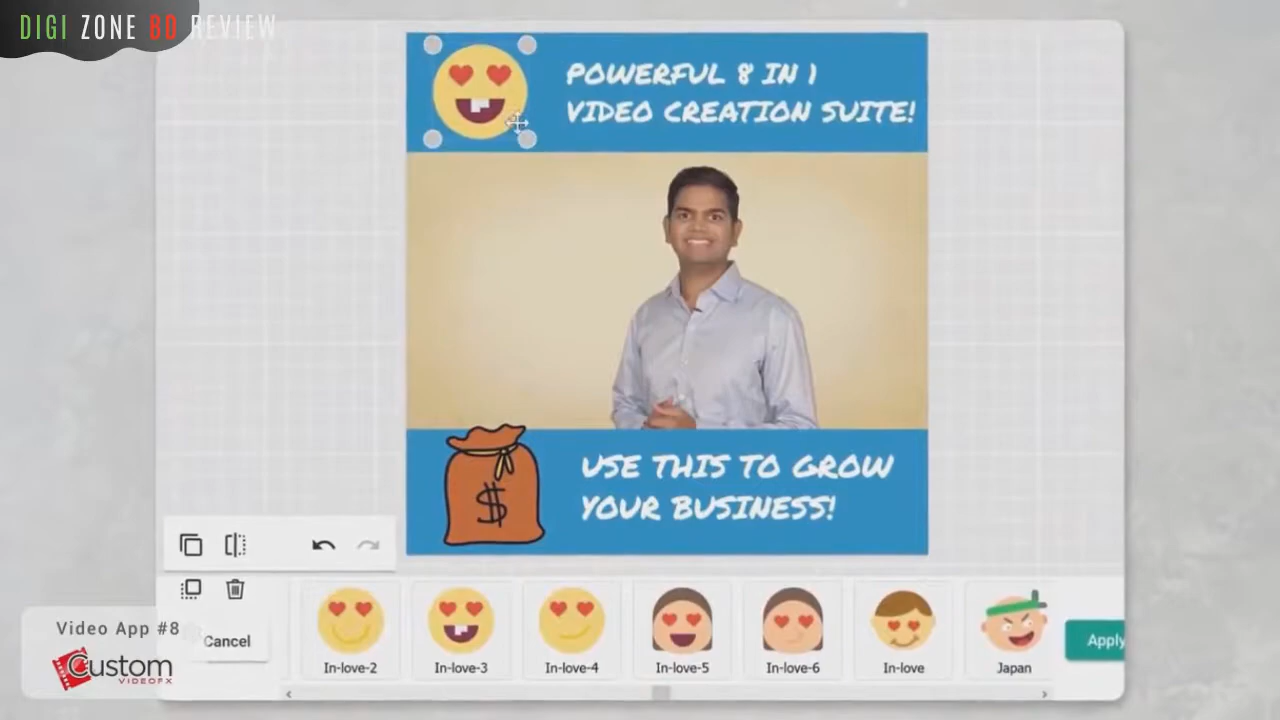 DIGI ZONE BD REVIEW
POWERFUL 8 IN 1
VIDEO CREATION SUITE!
$
USE THIS TO GROW
YOUR BUSINESS!
Video App #8
Custom
VIDEOFX
Cancel
In-love-2
In-love-3
In-love-4
In-love-5
In-love-6
In-love
Japan
Apply